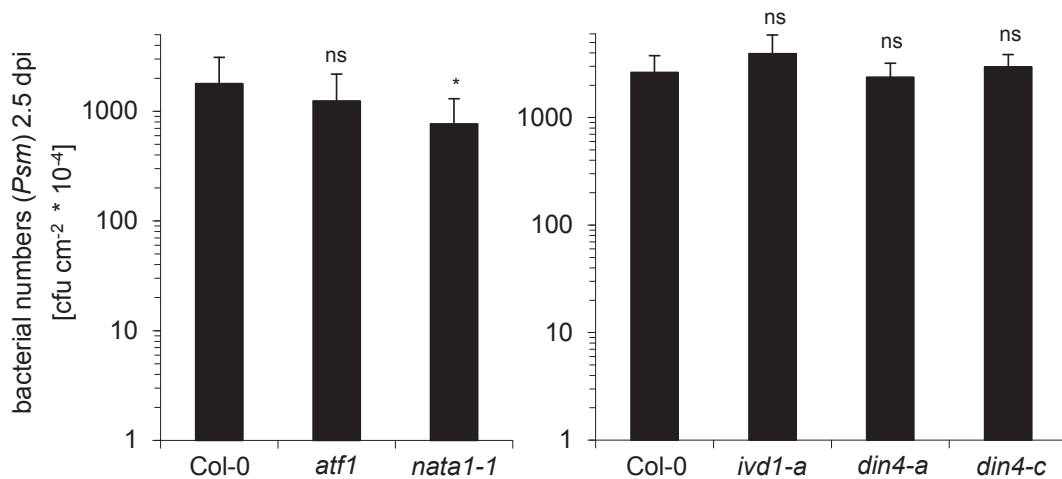 bacterial numbers (Psm) 2.5 dpi
[cfu cm-2 * 10-4]
1000
100
10
1
ns
*
Col-0 atf1 nata1-1
1000
100
10
1
ns
ns
ns
Col-0 ivd1-a din4-a din4-c